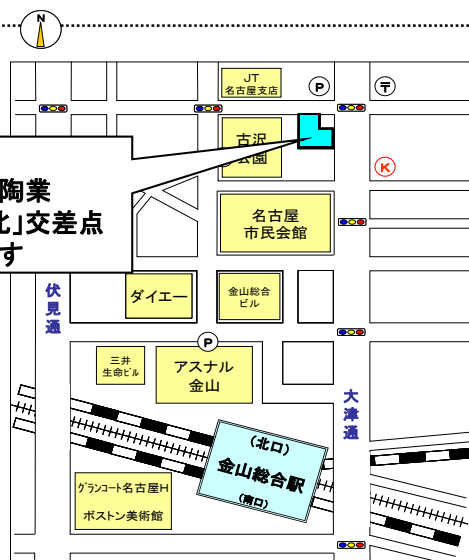 N
JT
名古屋支店
P
〒
古沢
公園
K
陶業
北」交差点
す
名古屋
市民会館
伏見通
ダイエー
金山総合
ビル
P
三井
生命ビル
アスナル
金山
大津通
(北口)
金山総合駅
(南口)
グランコート名古屋H
ボストン美術館